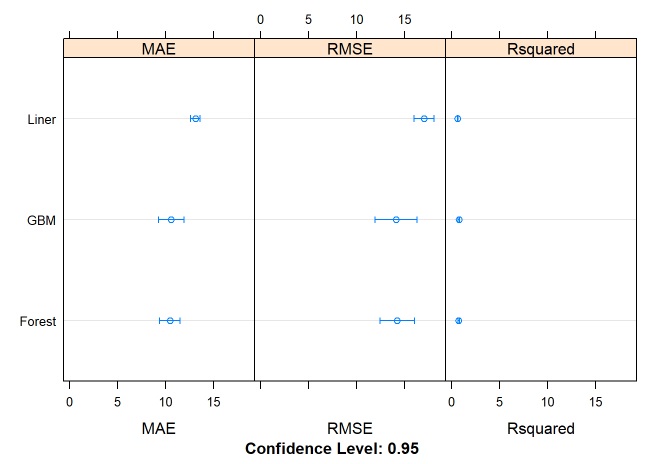 0 5 10 15
MAE RMSE Rsquared
Liner
GBM
Forest
0 5 10 15 0 5 10 15
MAE RMSE Rsquared
Confidence Level: 0.95